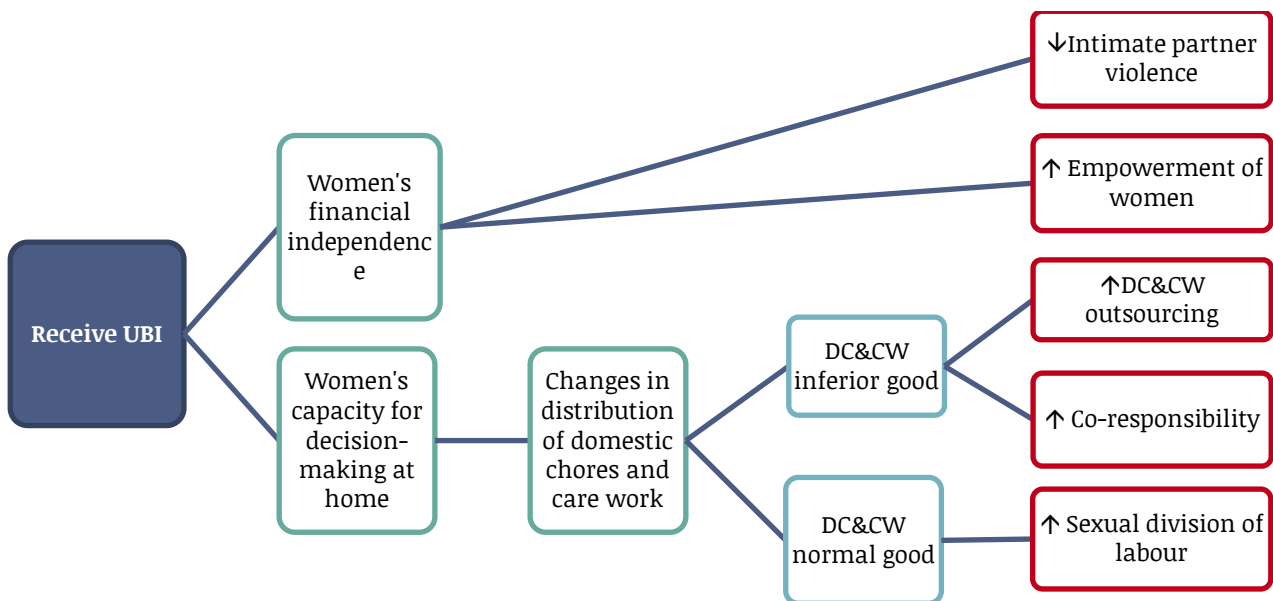 Receive UBI
Women's
financial
independenc
e
Women's
capacity for
decision-
making at
home
Changes in
distribution
of domestic
chores and
care work
DC&CW
inferior good
DC&CW
normal good
↓Intimate partner
violence
↑ Empowerment of
women
↑DC&CW
outsourcing
↑ Co-responsibility
↑ Sexual division of
labour